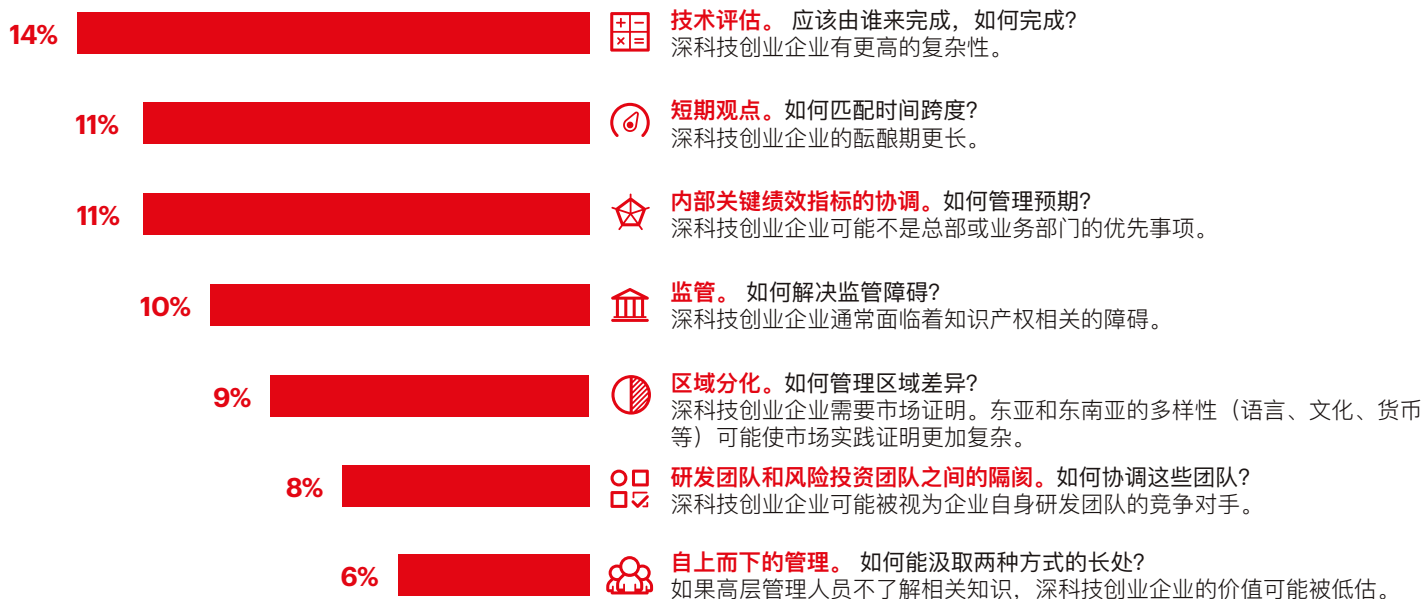 14%
技术评估。 应该由谁来完成，如何完成？
深科技创业企业有更高的复杂性。
11%
短期观点。如何匹配时间跨度？
深科技创业企业的酝酿期更长。
11%
内部关键绩效指标的协调。如何管理预期？
深科技创业企业可能不是总部或业务部门的优先事项。
10%
监管。 如何解决监管障碍？
深科技创业企业通常面临着知识产权相关的障碍。
9%
区域分化。如何管理区域差异？
深科技创业企业需要市场证明。东亚和东南亚的多样性（语言、文化、货币
等）可能使市场实践证明更加复杂。
8%
研发团队和风险投资团队之间的隔阂。如何协调这些团队？
深科技创业企业可能被视为企业自身研发团队的竞争对手。
6%
自上而下的管理。 如何能汲取两种方式的长处？
如果高层管理人员不了解相关知识，深科技创业企业的价值可能被低估。